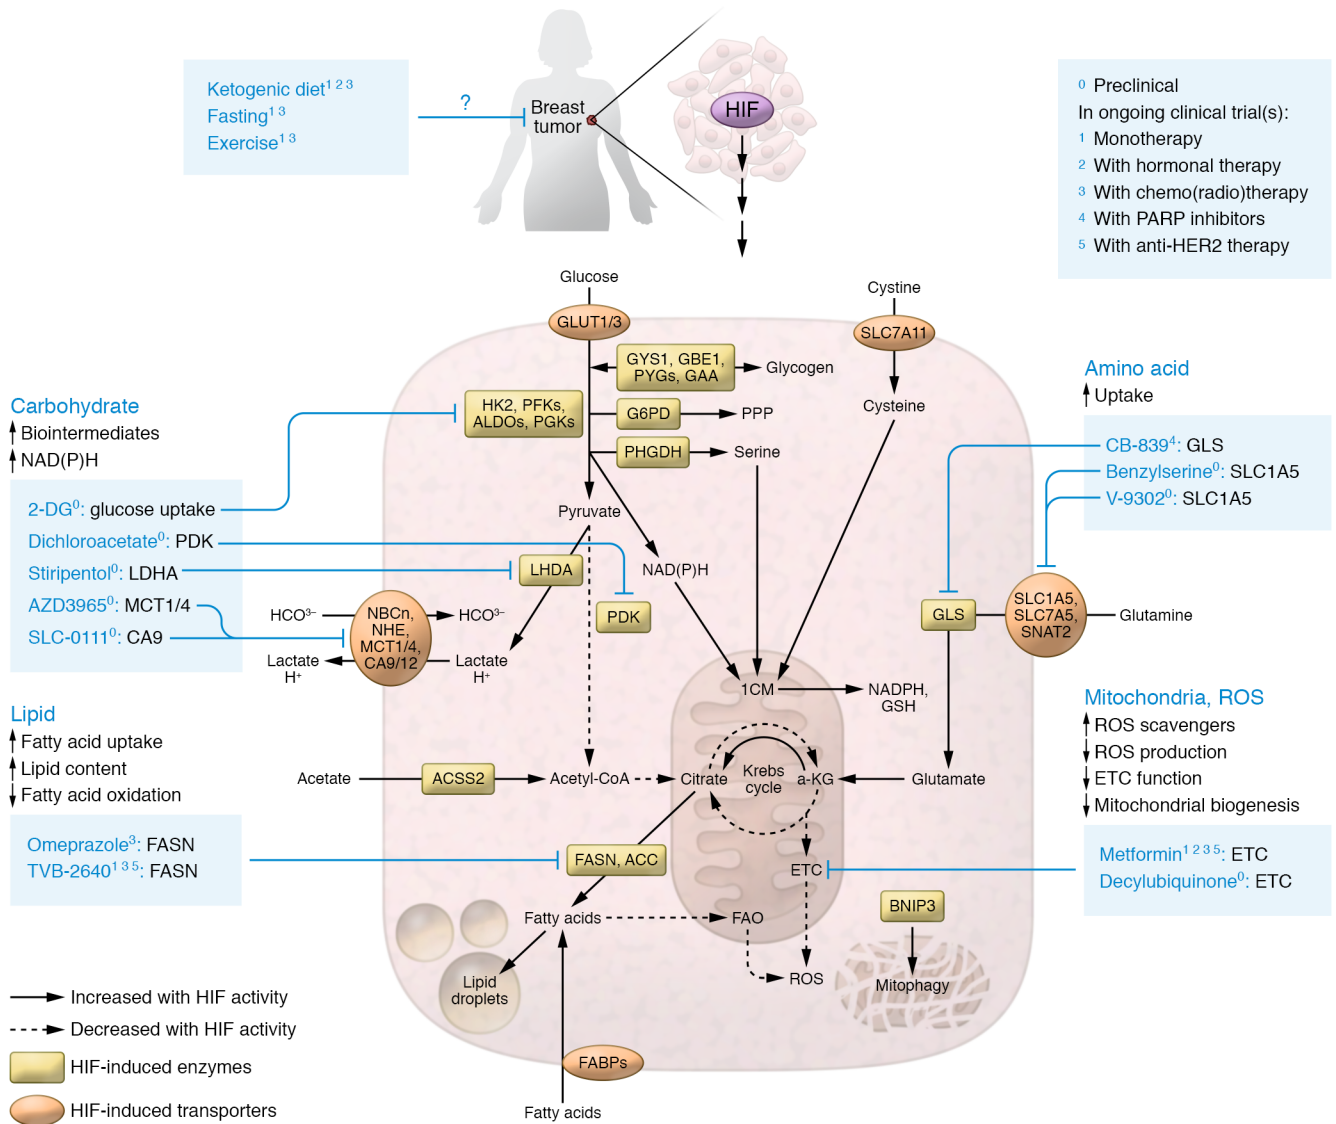 Ketogenic diet1 2 3
Fasting1 3
Exercise1 3
?
Breast
tumor
HIF
0 Preclinical
In ongoing clinical trial(s):
1 Monotherapy
2 With hormonal therapy
3 With chemo(radio)therapy
4 With PARP inhibitors
5 With anti-HER2 therapy
Glucose
GLUT1/3
Cystine
SLC7A11
GYS1, GBE1,
PYGs, GAA
Glycogen
HK2, PFKs,
ALDOs, PGKs
G6PD
PPP
PHGDH
Serine
Cysteine
Pyruvate
NAD(P)H
LHDA
PDK
Carbohydrate
Biointermediates
NAD(P)H
2-DG0: glucose uptake
Dichloroacetate0: PDK
Stiripentol0: LDHA
AZD39650: MCT1/4
SLC-01110: CA9
HCO3–
NBCn,
NHE,
MCT1/4,
CA9/12
HCO3–
Lactate
H+
Lactate
H+
Amino acid
Uptake
CB-8394: GLS
Benzylserine0: SLC1A5
V-93020: SLC1A5
GLS
SLC1A5,
SLC7A5,
SNAT2
Glutamine
1CM
NADPH,
GSH
Lipid
Fatty acid uptake
Lipid content
Fatty acid oxidation
Omeprazole3: FASN
TVB-26401 3 5: FASN
Acetate
ACSS2
Acetyl-CoA
Citrate
Krebs
cycle
a-KG
Glutamate
Mitochondria, ROS
ROS scavengers
ROS production
ETC function
Mitochondrial biogenesis
Metformin1 2 3 5: ETC
Decylubiquinone0: ETC
FASN, ACC
ETC
BNIP3
Fatty acids
FAO
ROS
Mitophagy
Lipid
droplets
FABPs
Fatty acids
Increased with HIF activity
Decreased with HIF activity
HIF-induced enzymes
HIF-induced transporters